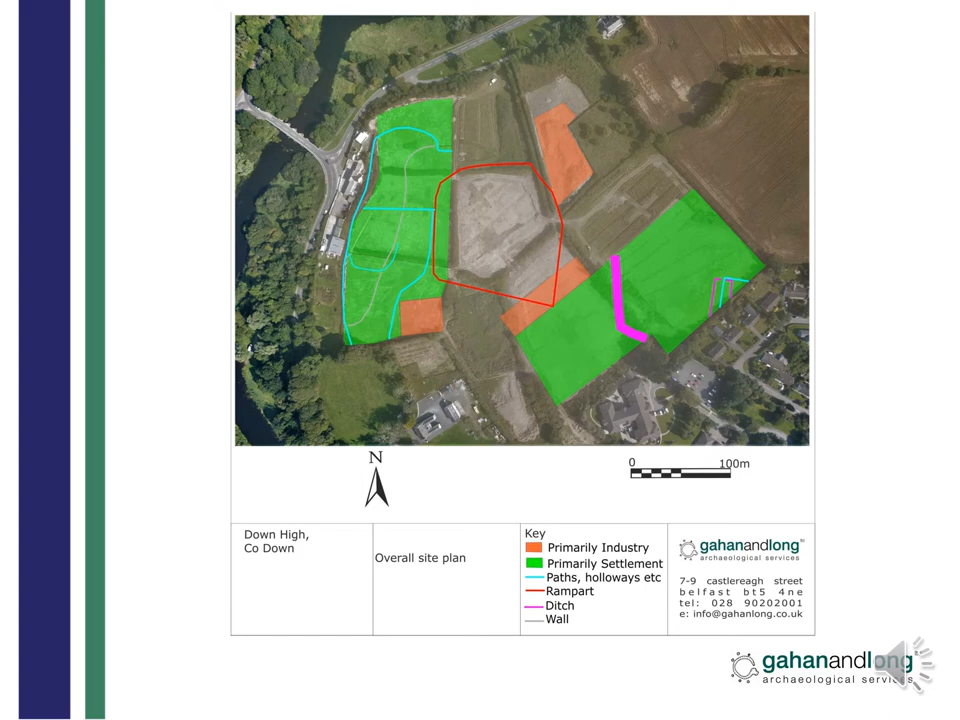 N
0 100m
Down High,
Co Down
Overall site plan
Key
Primarily Industry
Primarily Settlement
Paths, holloways etc
Rampart
Ditch
Wall
gahanandlong
archaeological services
7-9 castlereagh street
belfast bt5 4ne
tel: 028 90202001
e: info@gahanlong.co.uk
gahanandlong
archaeological services